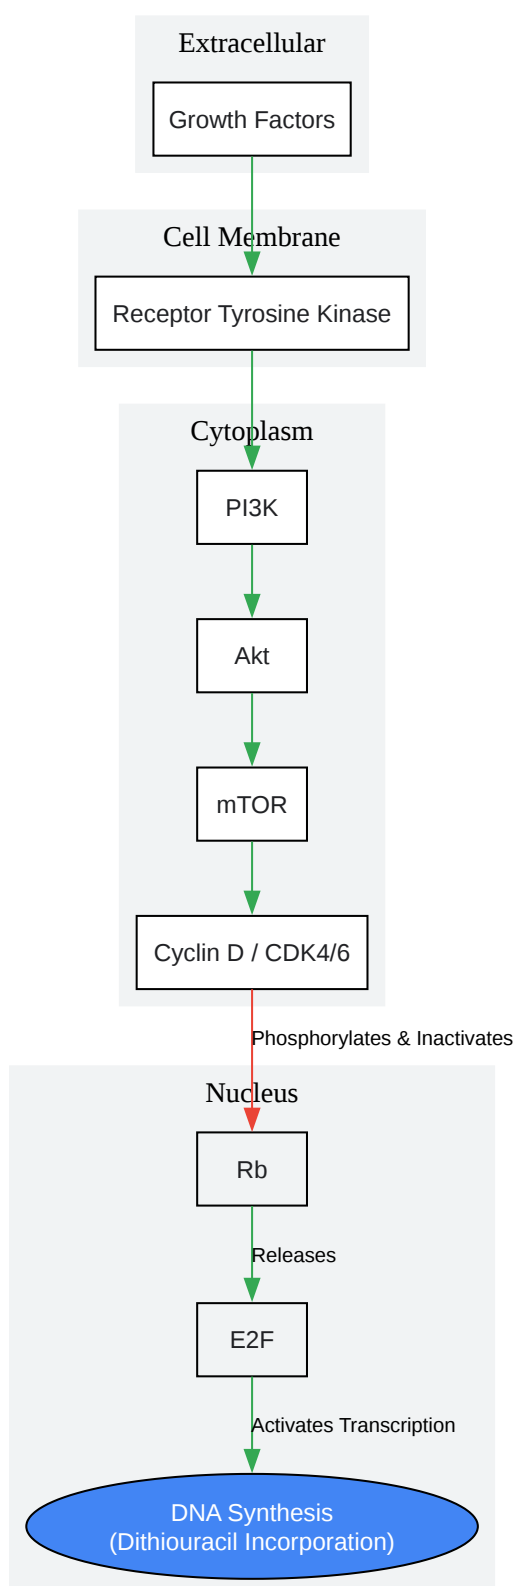 Extracellular
Growth Factors
Cell Membrane
Receptor Tyrosine Kinase
Cytoplasm
PI3K
Akt
mTOR
Cyclin D / CDK4/6
Phosphorylates & Inactivates
Nucleus
Rb
Releases
E2F
Activates Transcription
DNA Synthesis
(Dithiouracil Incorporation)